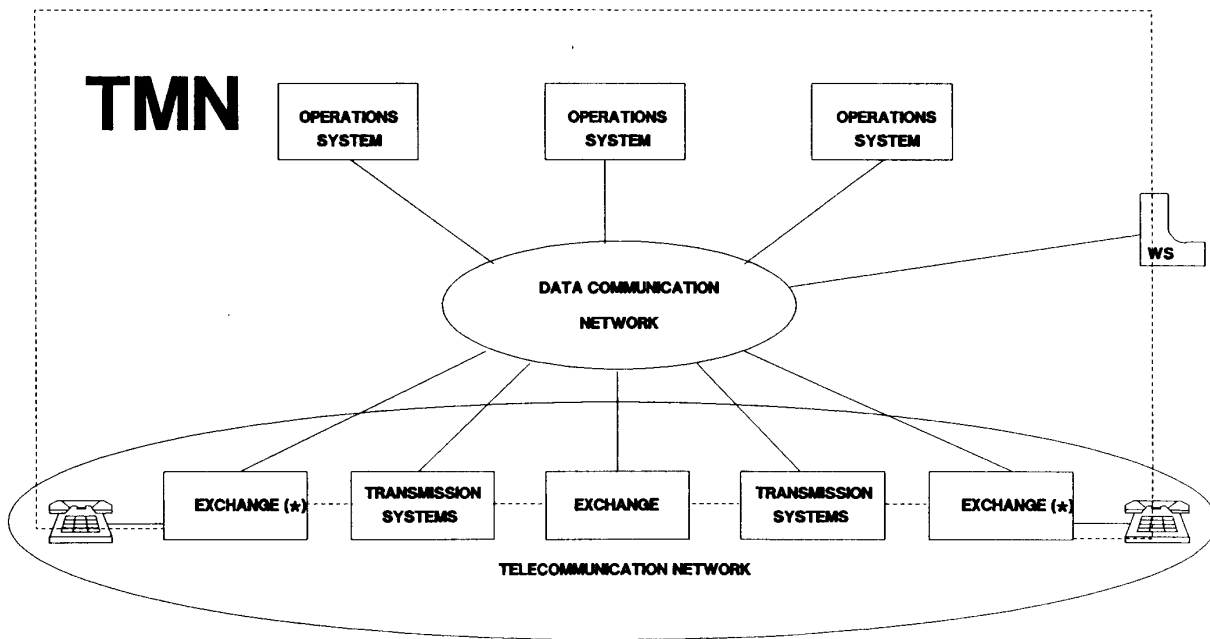 TMN
OPERATIONS
SYSTEM
OPERATIONS
SYSTEM
OPERATIONS
SYSTEM
WS
DATA COMMUNICATION
NETWORK
EXCHANGE (★)
TRANSMISSION
SYSTEMS
EXCHANGE
TRANSMISSION
SYSTEMS
EXCHANGE (★)
TELECOMMUNICATION NETWORK